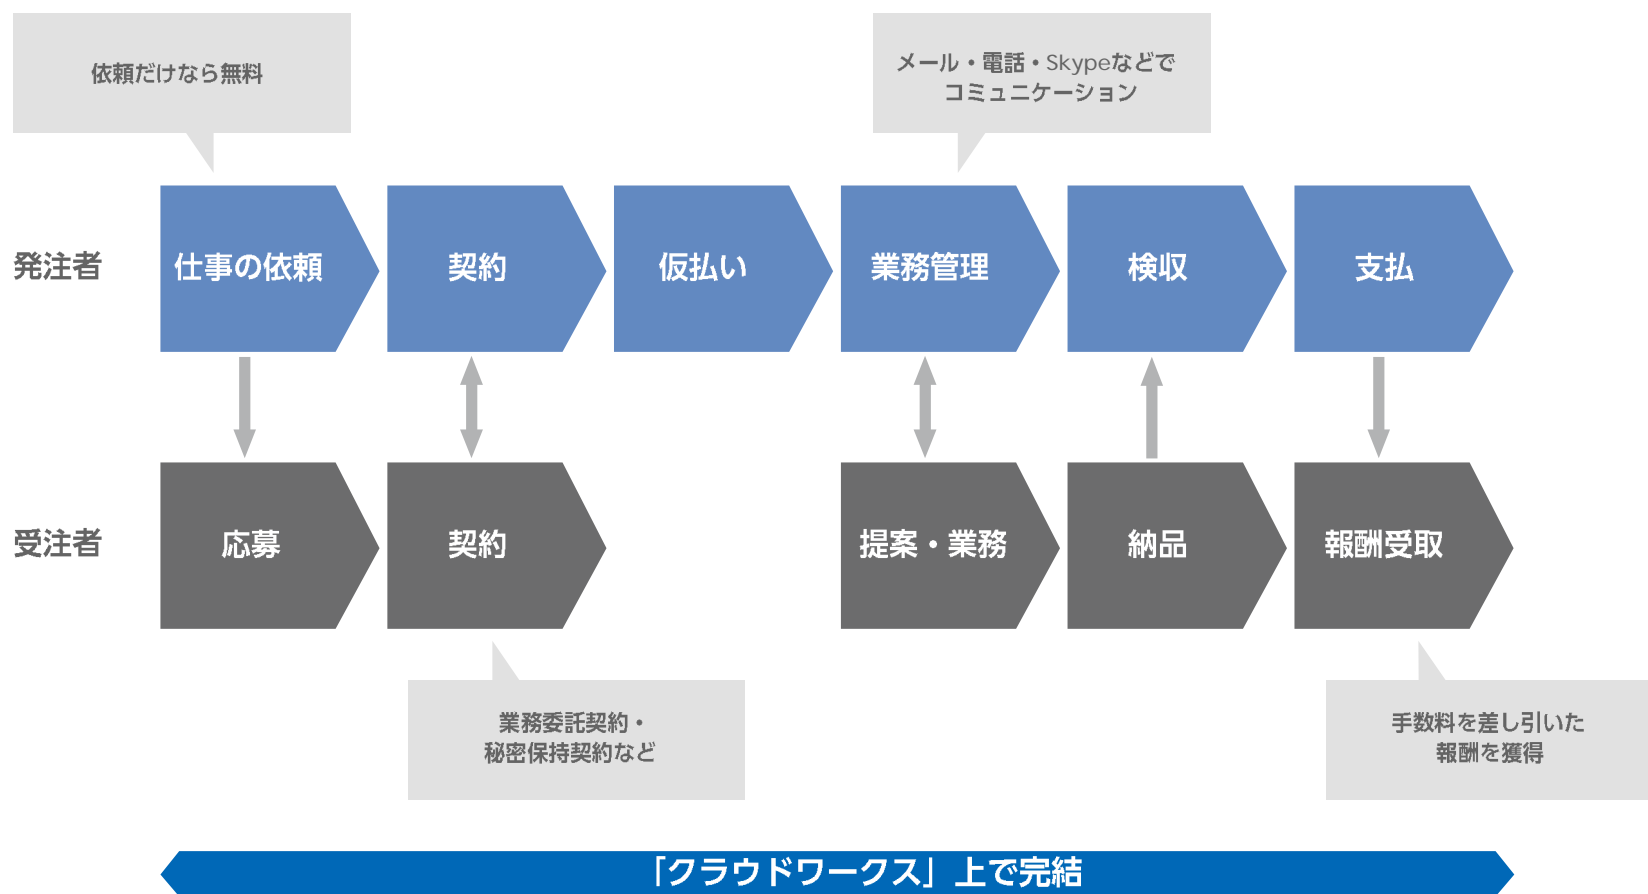 依頼だけなら無料
メール・電話・Skypeなどで
コミュニケーション
発注者
仕事の依頼
契約
仮払い
業務管理
検収
支払
受注者
応募
契約
提案・業務
納品
報酬受取
業務委託契約・
秘密保持契約など
手数料を差し引いた
報酬を獲得
「クラウドワークス」上で完結